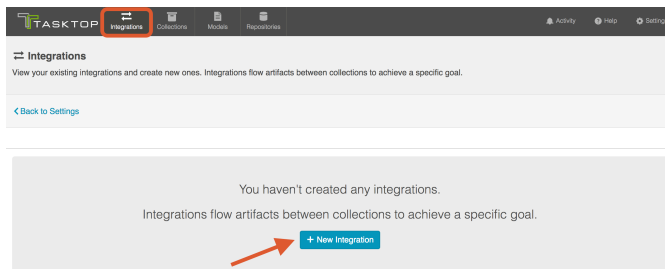 TASKTOP
Integrations Collections Models Repositories Activity Help Setting
Integrations
View your existing integrations and create new ones. Integrations flow artifacts between collections to achieve a specific goal.
Back to Settings
You haven't created any integrations.
Integrations flow artifacts between collections to achieve a specific goal.
+ New Integration